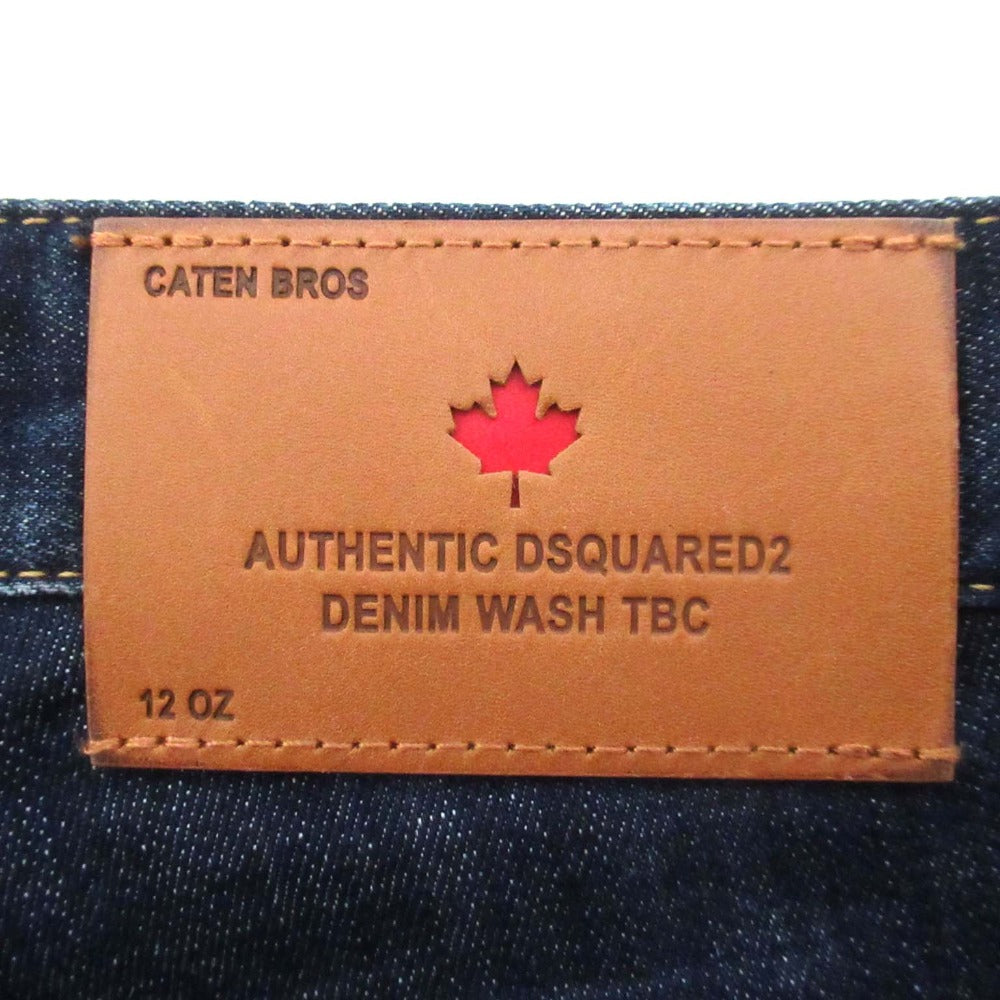 CATEN BROS
AUTHENTIC DSQUARED2
DENIM WASH TBC
12 OZ